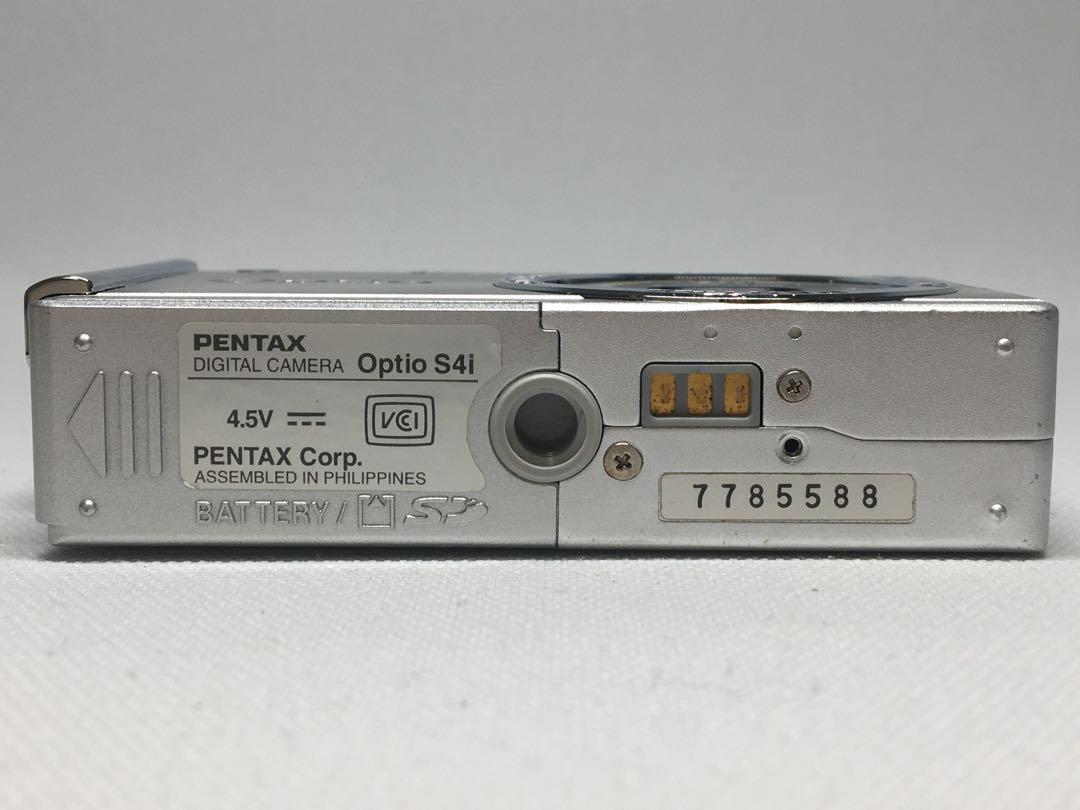 PENTAX
DIGITAL CAMERA Optio S4i
4.5V
VCI
PENTAX Corp.
ASSEMBLED IN PHILIPPINES
BATTERY/ SD
7785588